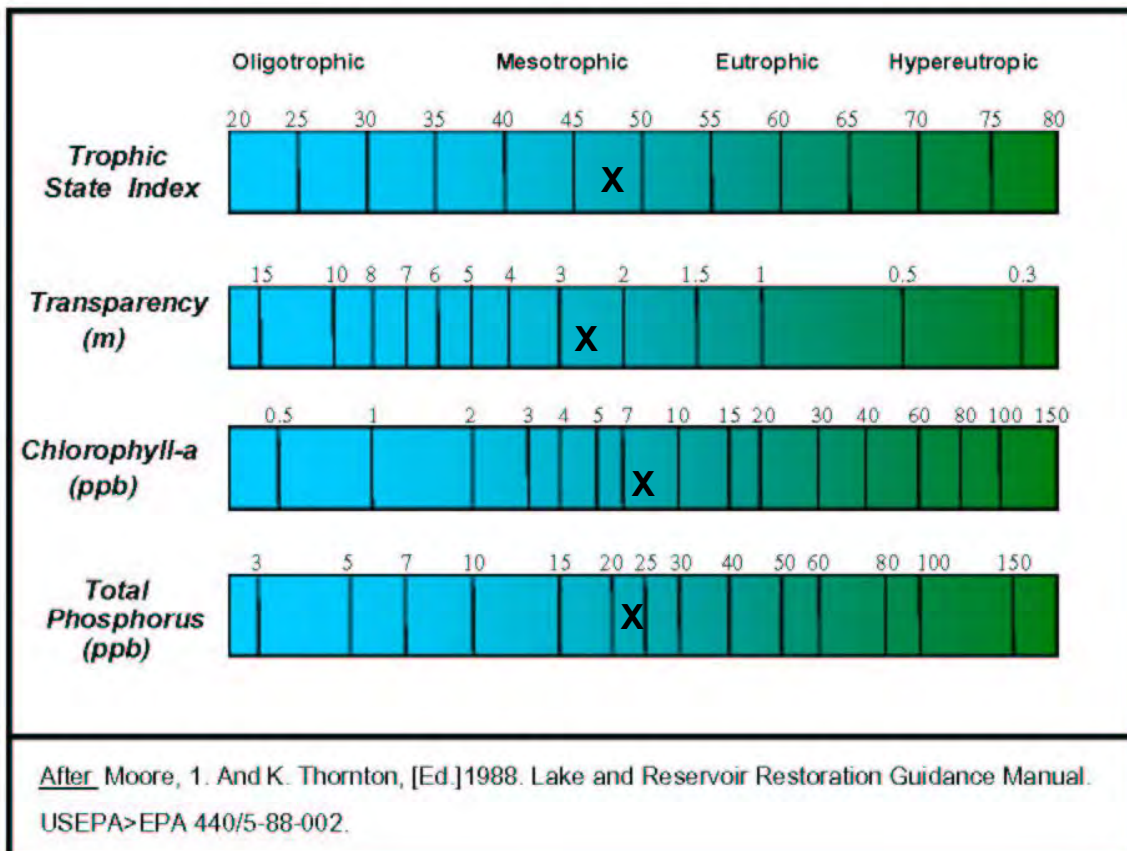 Oligotrophic Mesotrophic Eutrophic Hypereutropic
20 25 30 35 40 45 50 55 60 65 70 75 80
Trophic
State Index
X
15 10 8 7 6 5 4 3 2 1.5 1 0.5 0.3
Transparency
(m)
X
0.5 1 2 3 4 5 7 10 15 20 30 40 60 80 100 150
Chlorophyll-a
(ppb)
X
3 5 7 10 15 20 25 30 40 50 60 80 100 150
Total
Phosphorus
(ppb)
X
After Moore, 1. And K. Thornton, [Ed.]1988. Lake and Reservoir Restoration Guidance Manual.
USEPA>EPA 440/5-88-002.